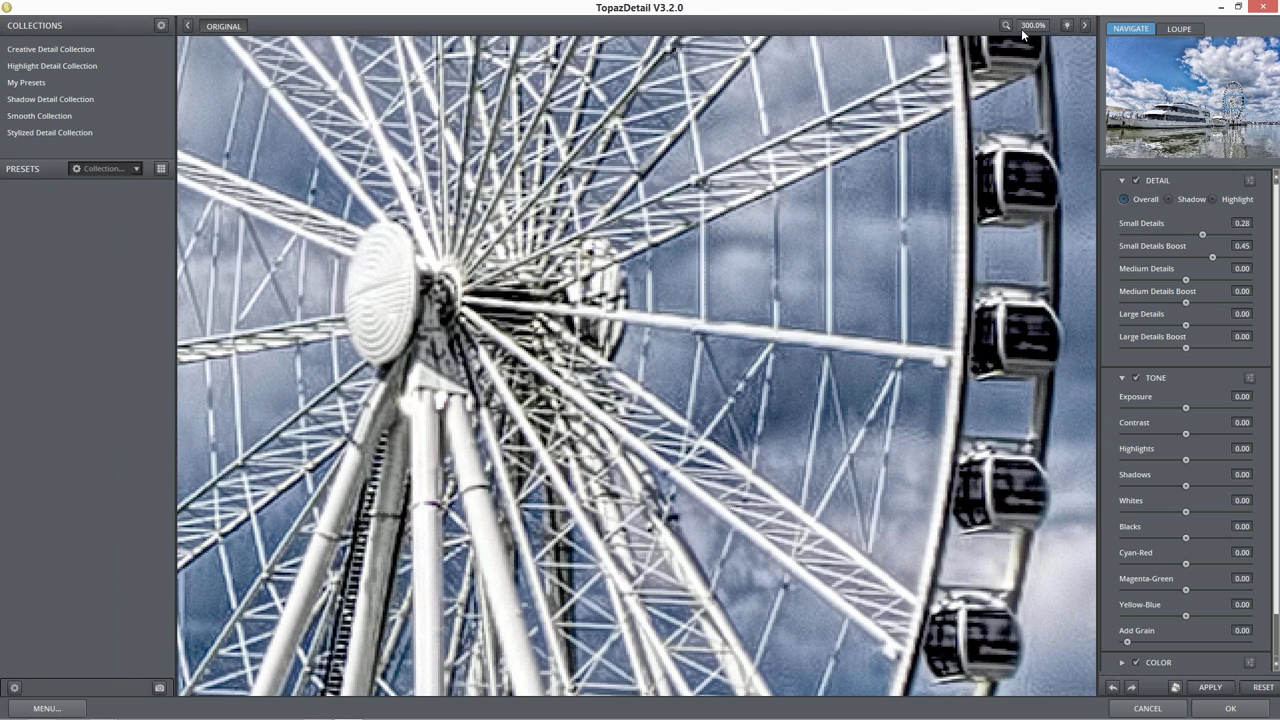 TopazDetail V3.2.0
COLLECTIONS
ORIGINAL
300.0%
NAVIGATE
LOUPE
Creative Detail Collection
Highlight Detail Collection
My Presets
Shadow Detail Collection
Smooth Collection
Stylized Detail Collection
PRESETS
Collection...
DETAIL
Overall
Shadow
Highlight
Small Details 0.28
Small Details Boost 0.45
Medium Details 0.00
Medium Details Boost 0.00
Large Details 0.00
Large Details Boost 0.00
TONE
Exposure 0.00
Contrast 0.00
Highlights 0.00
Shadows 0.00
Whites 0.00
Blacks 0.00
Cyan-Red 0.00
Magenta-Green 0.00
Yellow-Blue 0.00
Add Grain 0.00
COLOR
APPLY
RESET
MENU...
CANCEL
OK